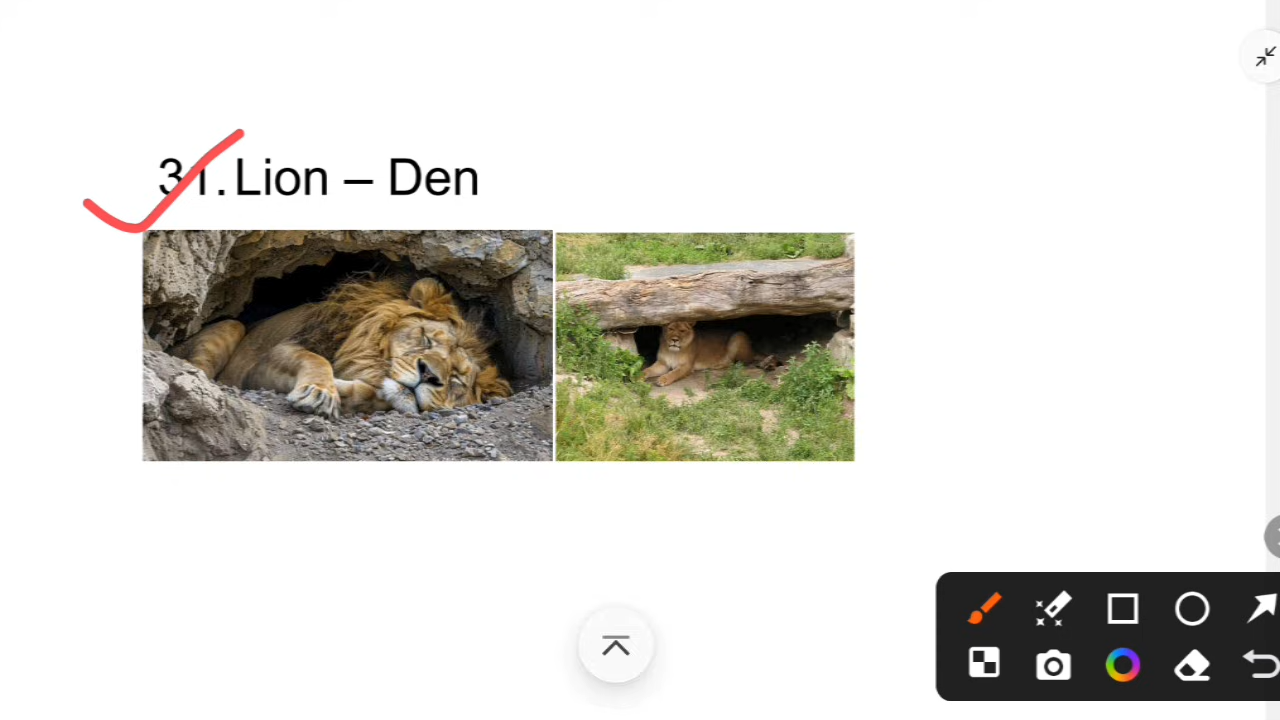 31. Lion – Den